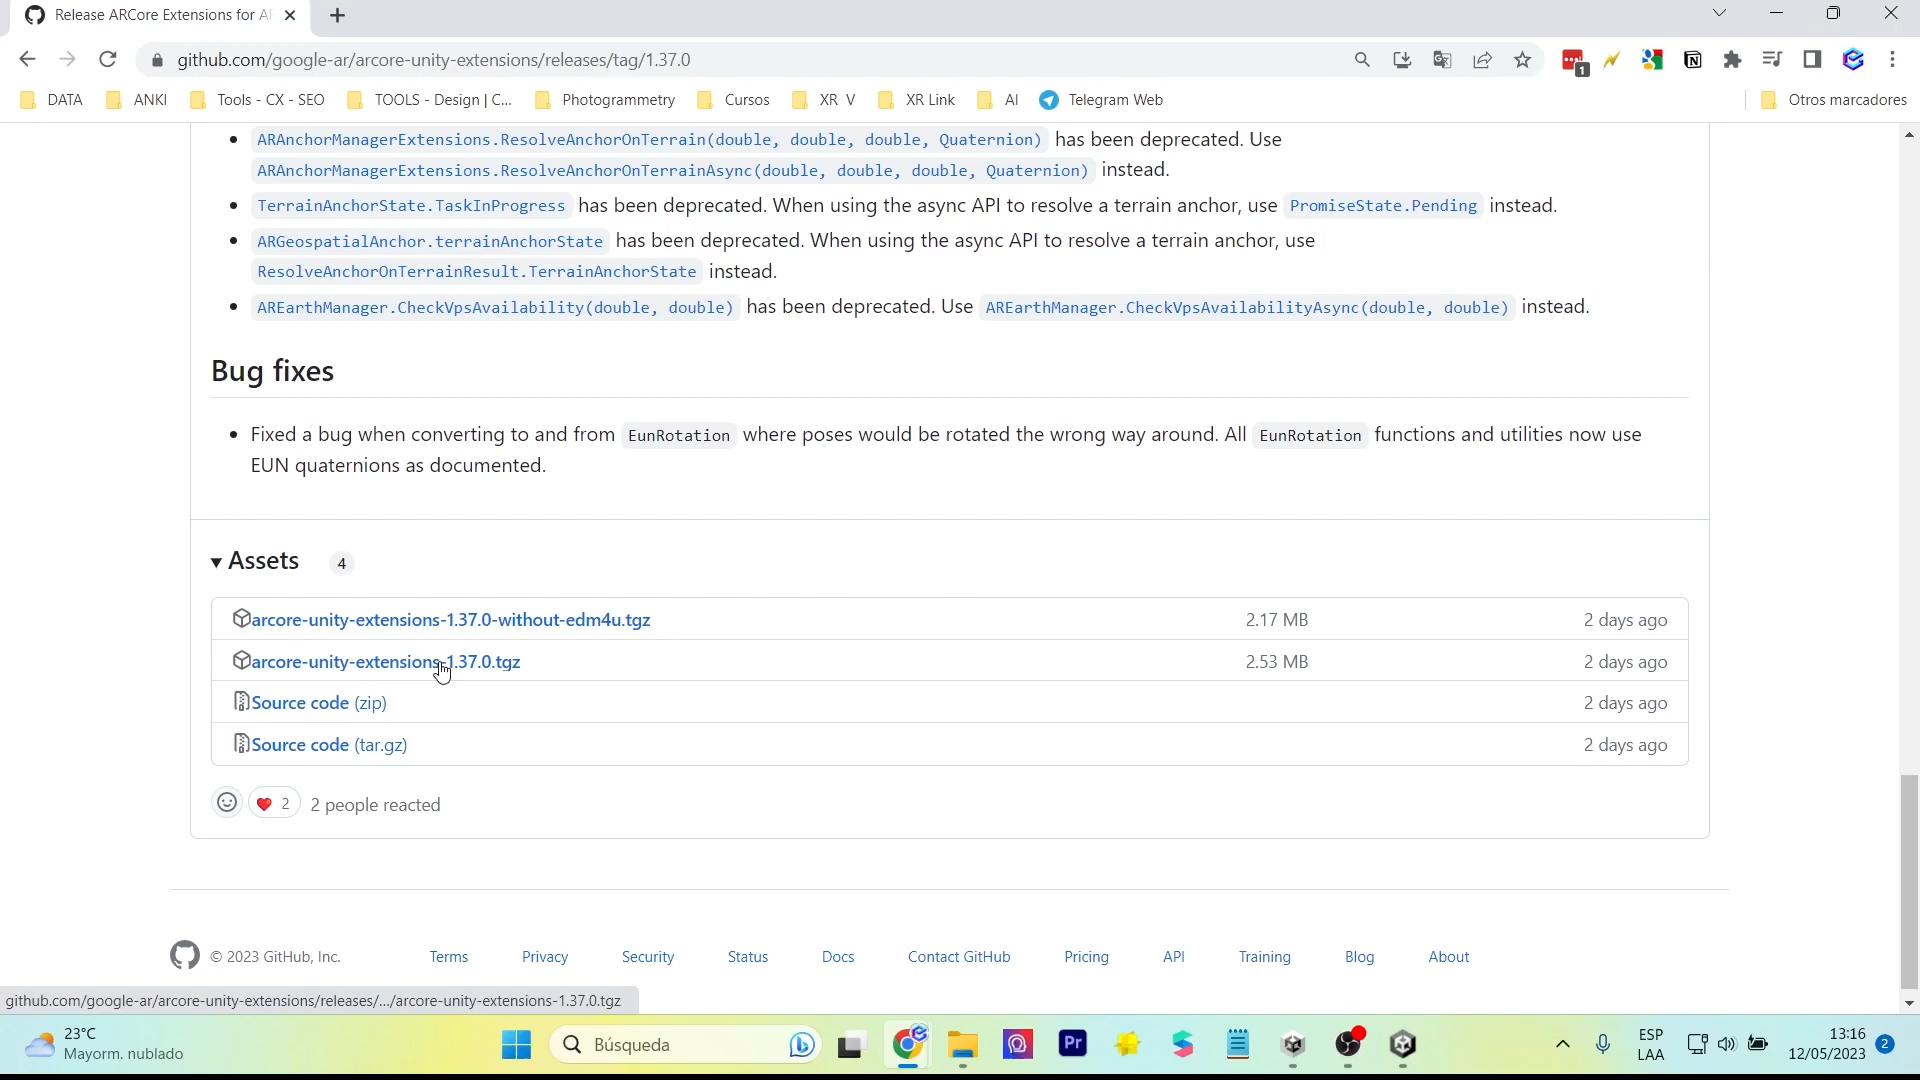 Release ARCore Extensions for AR
github.com/google-ar/arcore-unity-extensions/releases/tag/1.37.0
1
DATA
ANKI
Tools - CX - SEO
TOOLS - Design | C...
Photogrammetry
Cursos
XR V
XR Link
AI
Telegram Web
Otros marcadores
• ARAnchorManagerExtensions.ResolveAnchorOnTerrain(double, double, double, Quaternion) has been deprecated. Use
ARAnchorManagerExtensions.ResolveAnchorOnTerrainAsync(double, double, double, Quaternion) instead.
• TerrainAnchorState.TaskInProgress has been deprecated. When using the async API to resolve a terrain anchor, use PromiseState.Pending instead.
• ARGeospatialAnchor.terrainAnchorState has been deprecated. When using the async API to resolve a terrain anchor, use
ResolveAnchorOnTerrainResult.TerrainAnchorState instead.
• AREarthManager.CheckVpsAvailability(double, double) has been deprecated. Use AREarthManager.CheckVpsAvailabilityAsync(double, double) instead.
Bug fixes
• Fixed a bug when converting to and from EunRotation where poses would be rotated the wrong way around. All EunRotation functions and utilities now use
EUN quaternions as documented.
Assets 4
arcore-unity-extensions-1.37.0-without-edm4u.tgz 2.17 MB 2 days ago
arcore-unity-extensions-1.37.0.tgz 2.53 MB 2 days ago
Source code (zip) 2 days ago
Source code (tar.gz) 2 days ago
2 2 people reacted
© 2023 GitHub, Inc. Terms Privacy Security Status Docs Contact GitHub Pricing API Training Blog About
github.com/google-ar/arcore-unity-extensions/releases/.../arcore-unity-extensions-1.37.0.tgz
23°C
Mayorm. nublado
Búsqueda
Pr
ESP
LAA
13:16
12/05/2023
2